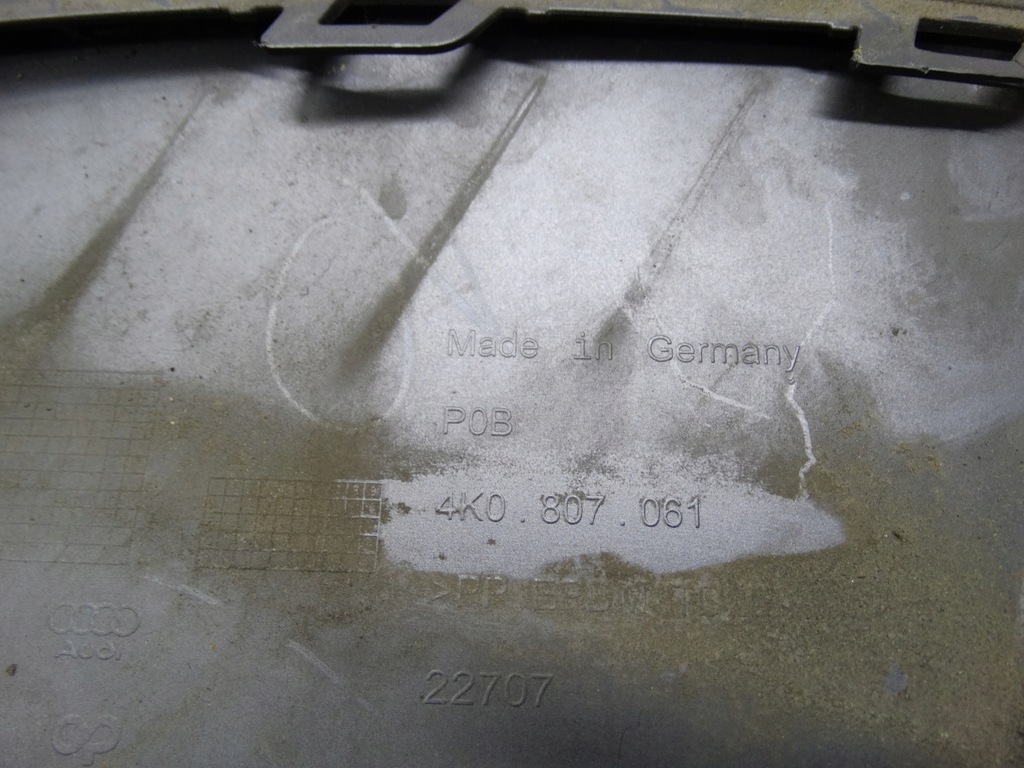 Made in Germany
P0B
4K0 . 807 . 061
Audi
22707